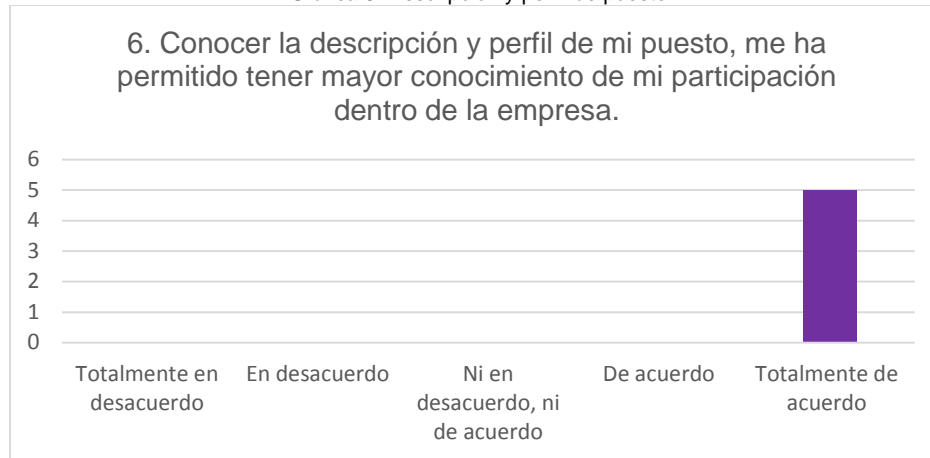 6. Conocer la descripción y perfil de mi puesto, me ha
permitido tener mayor conocimiento de mi participación
dentro de la empresa.
6
5
4
3
2
1
0
Totalmente en
desacuerdo
En desacuerdo
Ni en
desacuerdo, ni
de acuerdo
De acuerdo
Totalmente de
acuerdo